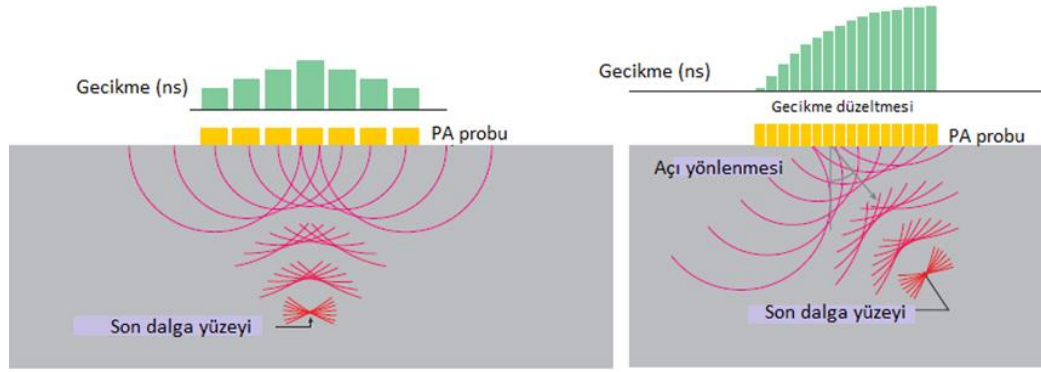 Gecikme (ns)
PA probu
Son dalga yüzeyi
Gecikme (ns)
Gecikme düzeltmesi
PA probu
Açı yönlenmesi
Son dalga yüzeyi